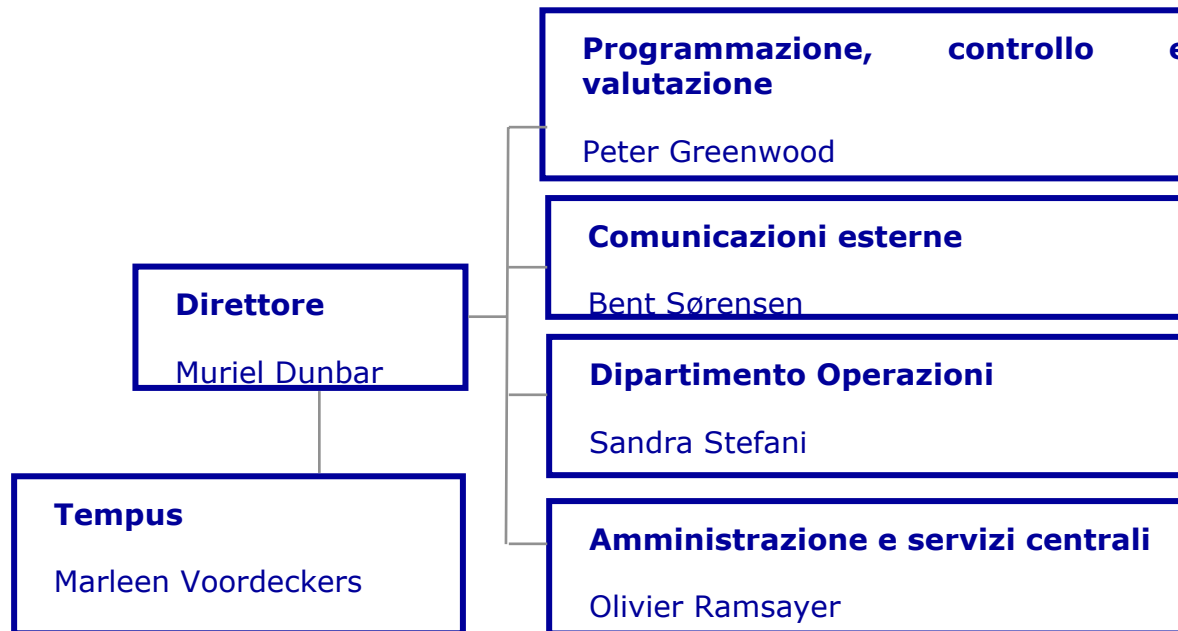 Programmazione, controllo e
valutazione
Peter Greenwood
Comunicazioni esterne
Bent Sørensen
Direttore
Muriel Dunbar
Dipartimento Operazioni
Sandra Stefani
Tempus
Marleen Voordeckers
Amministrazione e servizi centrali
Olivier Ramsayer